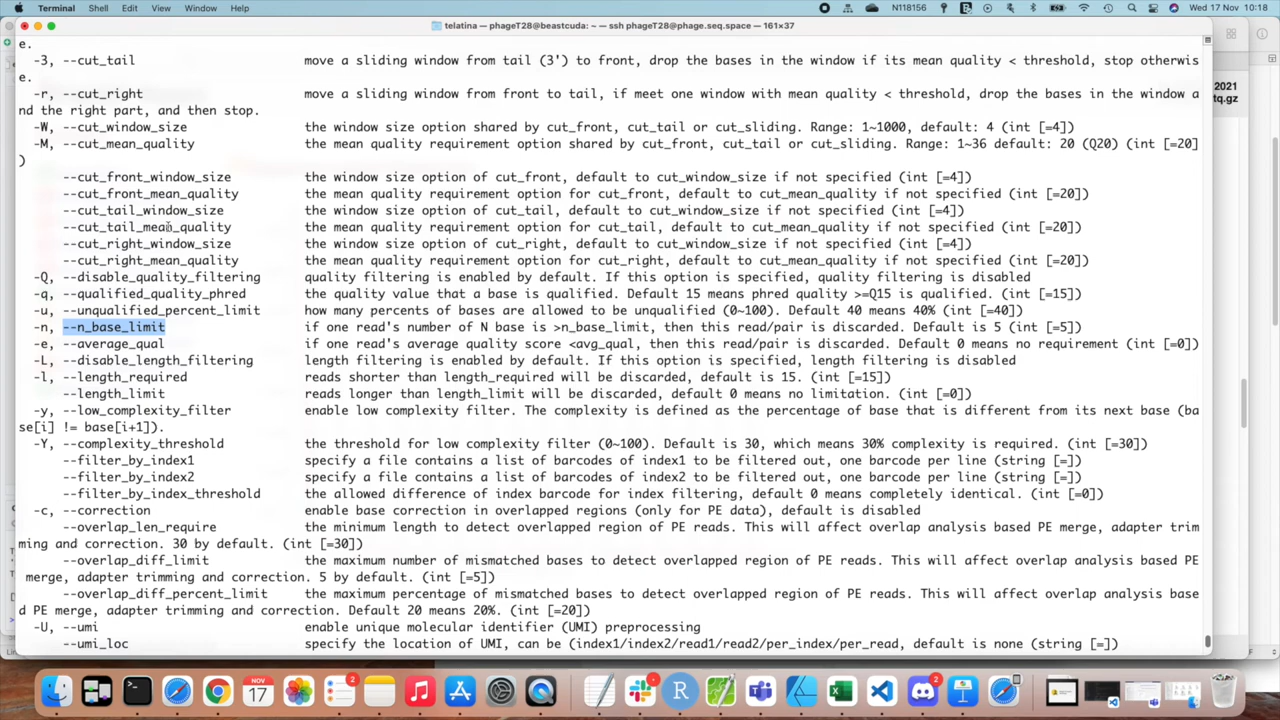 Terminal Shell Edit View Window Help N118156 Wed 17 Nov 10:18
telatina — phageT28@beastcuda: ~ — ssh phageT28@phage.seq.space — 161×37
e.
-3, --cut_tail move a sliding window from tail (3') to front, drop the bases in the window if its mean quality < threshold, stop otherwis
e.
-r, --cut_right move a sliding window from front to tail, if meet one window with mean quality < threshold, drop the bases in the window a
nd the right part, and then stop.
-W, --cut_window_size the window size option shared by cut_front, cut_tail or cut_sliding. Range: 1~1000, default: 4 (int [=4])
-M, --cut_mean_quality the mean quality requirement option shared by cut_front, cut_tail or cut_sliding. Range: 1~36 default: 20 (Q20) (int [=20]
)
--cut_front_window_size the window size option of cut_front, default to cut_window_size if not specified (int [=4])
--cut_front_mean_quality the mean quality requirement option for cut_front, default to cut_mean_quality if not specified (int [=20])
--cut_tail_window_size the window size option of cut_tail, default to cut_window_size if not specified (int [=4])
--cut_tail_mean_quality the mean quality requirement option for cut_tail, default to cut_mean_quality if not specified (int [=20])
--cut_right_window_size the window size option of cut_right, default to cut_window_size if not specified (int [=4])
--cut_right_mean_quality the mean quality requirement option for cut_right, default to cut_mean_quality if not specified (int [=20])
-Q, --disable_quality_filtering quality filtering is enabled by default. If this option is specified, quality filtering is disabled
-q, --qualified_quality_phred the quality value that a base is qualified. Default 15 means phred quality >=Q15 is qualified. (int [=15])
-u, --unqualified_percent_limit how many percents of bases are allowed to be unqualified (0~100). Default 40 means 40% (int [=40])
-n, --n_base_limit if one read's number of N base is >n_base_limit, then this read/pair is discarded. Default is 5 (int [=5])
-e, --average_qual if one read's average quality score <avg_qual, then this read/pair is discarded. Default 0 means no requirement (int [=0])
-L, --disable_length_filtering length filtering is enabled by default. If this option is specified, length filtering is disabled
-l, --length_required reads shorter than length_required will be discarded, default is 15. (int [=15])
--length_limit reads longer than length_limit will be discarded, default 0 means no limitation. (int [=0])
-y, --low_complexity_filter enable low complexity filter. The complexity is defined as the percentage of base that is different from its next base (ba
se[i] != base[i+1]).
-Y, --complexity_threshold the threshold for low complexity filter (0~100). Default is 30, which means 30% complexity is required. (int [=30])
--filter_by_index1 specify a file contains a list of barcodes of index1 to be filtered out, one barcode per line (string [=])
--filter_by_index2 specify a file contains a list of barcodes of index2 to be filtered out, one barcode per line (string [=])
--filter_by_index_threshold the allowed difference of index barcode for index filtering, default 0 means completely identical. (int [=0])
-c, --correction enable base correction in overlapped regions (only for PE data), default is disabled
--overlap_len_require the minimum length to detect overlapped region of PE reads. This will affect overlap analysis based PE merge, adapter trim
ming and correction. 30 by default. (int [=30])
--overlap_diff_limit the maximum number of mismatched bases to detect overlapped region of PE reads. This will affect overlap analysis based PE
merge, adapter trimming and correction. 5 by default. (int [=5])
--overlap_diff_percent_limit the maximum percentage of mismatched bases to detect overlapped region of PE reads. This will affect overlap analysis base
d PE merge, adapter trimming and correction. Default 20 means 20%. (int [=20])
-U, --umi enable unique molecular identifier (UMI) preprocessing
--umi_loc specify the location of UMI, can be (index1/index2/read1/read2/per_index/per_read, default is none (string [=])
2021
tq.gz
NOV
17
2
2